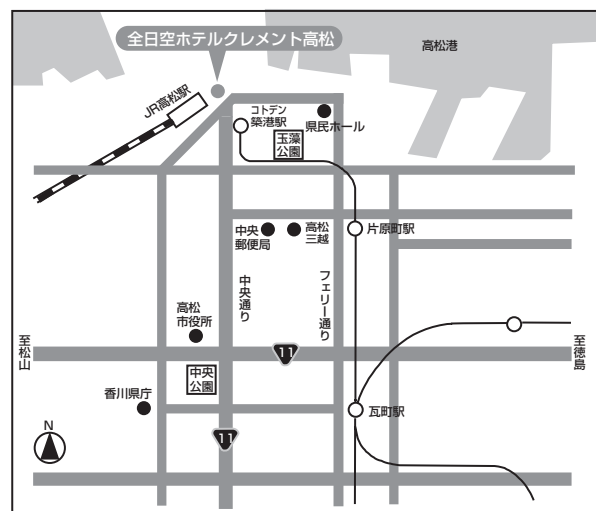 全日空ホテルクレメント高松
高松港
JR高松駅
コトデン
築港駅
県民ホール
玉藻
公園
中央
郵便局
高松
三越
片原町駅
中央通り
フェリー通り
高松
市役所
至松山
11
至徳島
中央
公園
香川県庁
瓦町駅
N
11